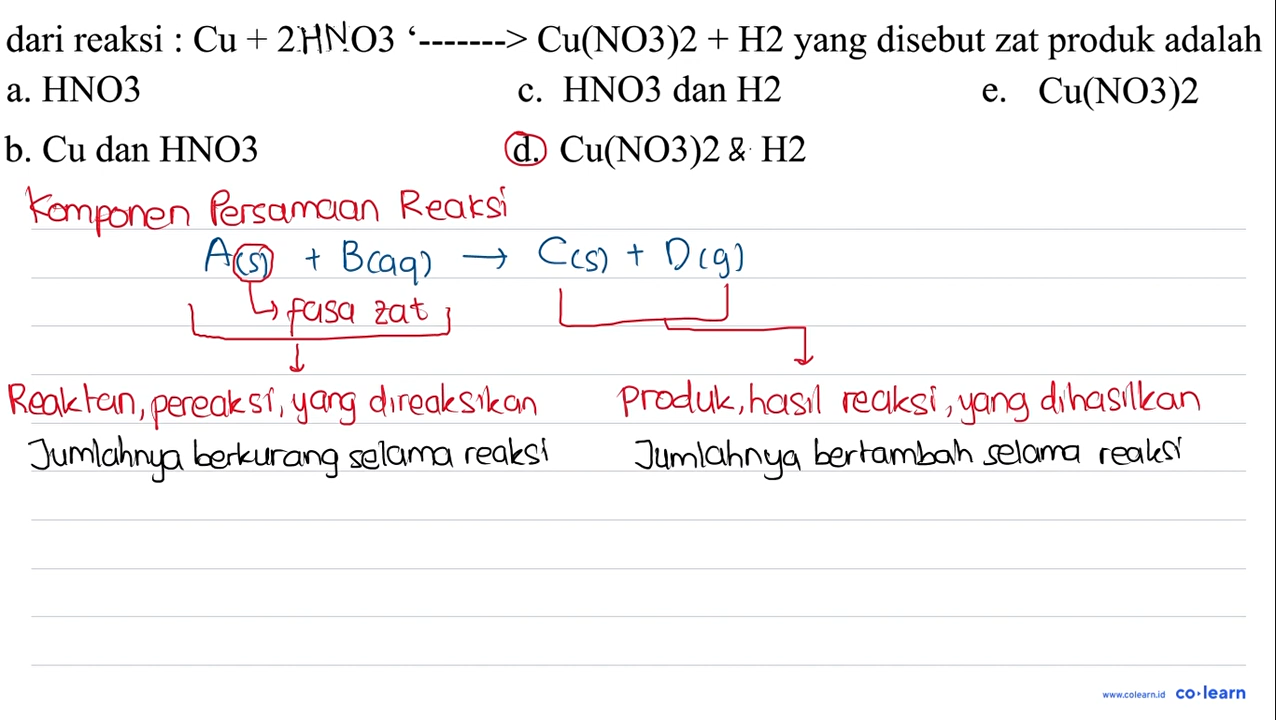 dari reaksi : Cu + 2HNO3 ‘-------> Cu(NO3)2 + H2 yang disebut zat produk adalah
a. HNO3 c. HNO3 dan H2 e. Cu(NO3)2
b. Cu dan HNO3 d. Cu(NO3)2 & H2
Komponen Persamaan Reaksi
A(s) + B(aq) → C(s) + D(g)
↳ fasa zat
Reaktan, pereaksi, yang direaksikan Produk, hasil reaksi, yang dihasilkan
Jumlahnya berkurang selama reaksi Jumlahnya bertambah selama reaksi
www.colearn.id co·learn